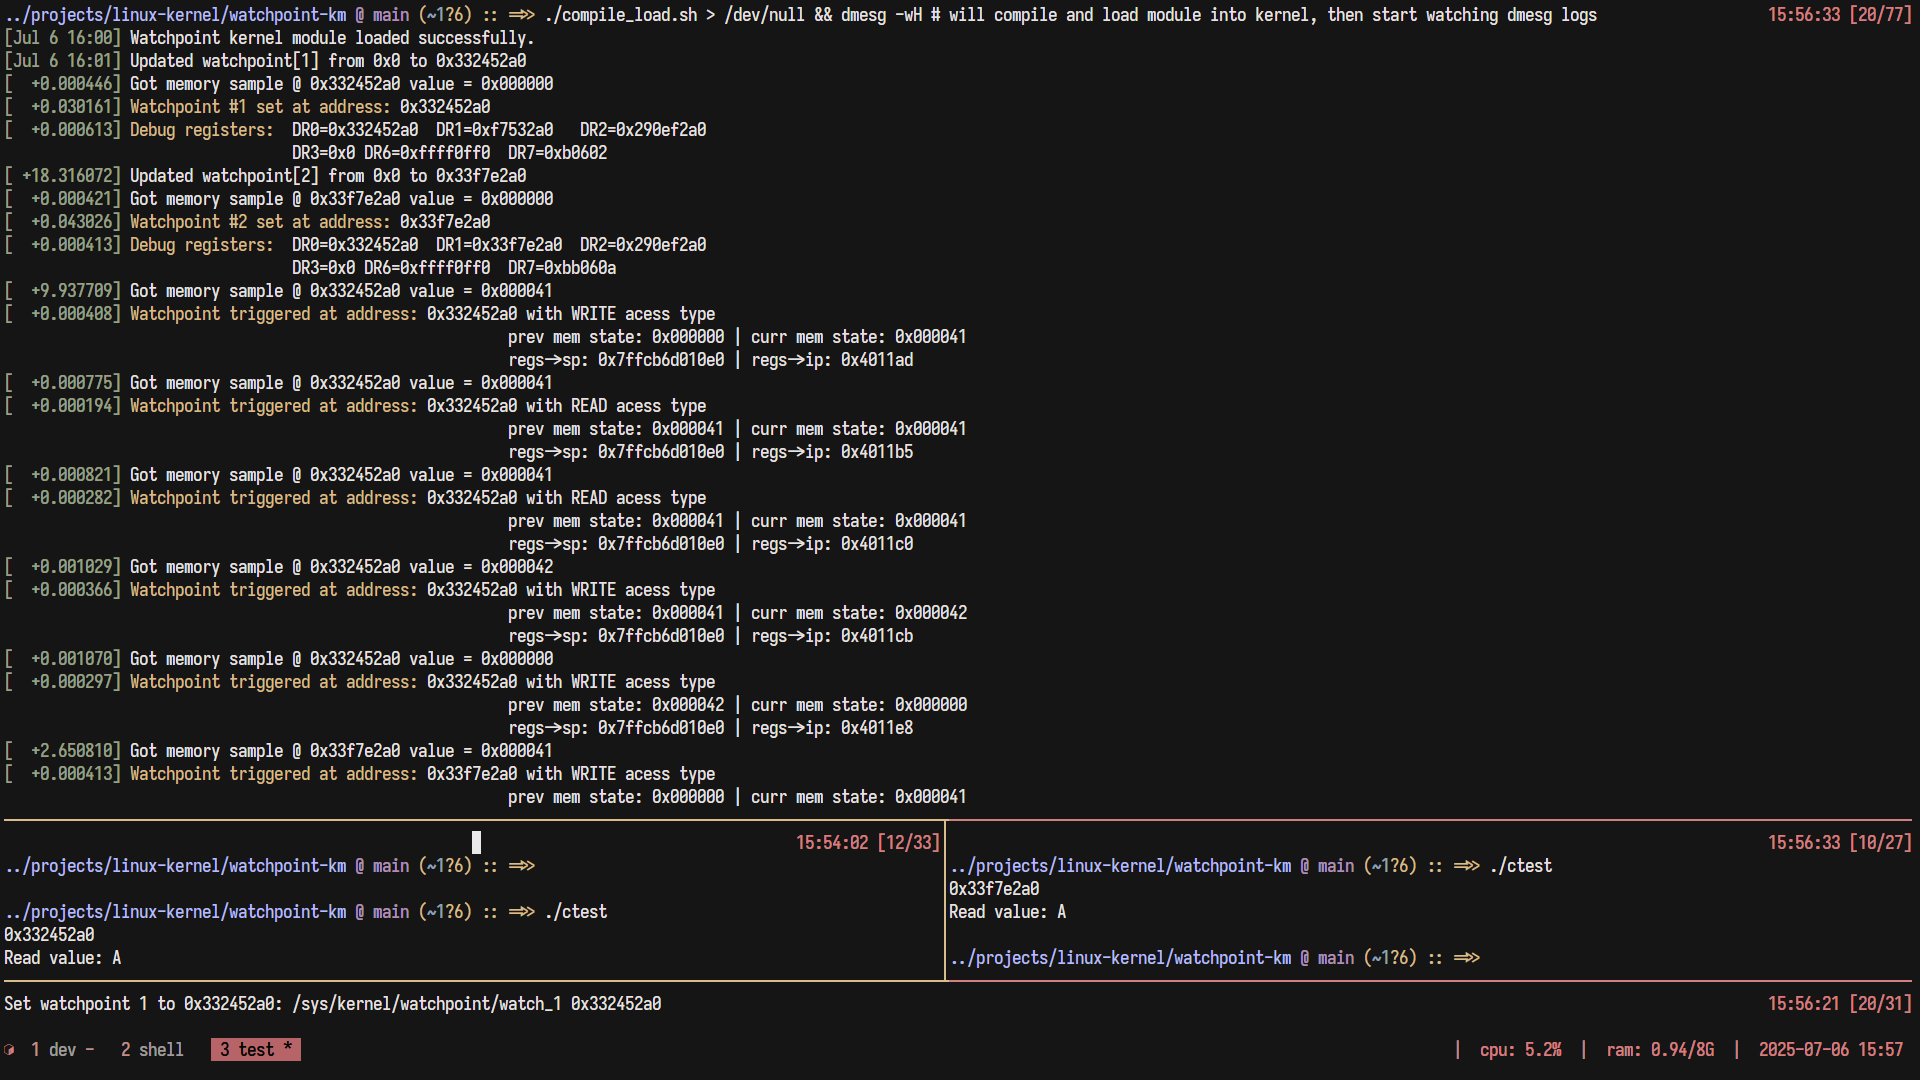 ../projects/linux-kernel/watchpoint-km @ main (~1?6) :: ⇒ ./compile_load.sh > /dev/null && dmesg -wH # will compile and load module into kernel, then start watching dmesg logs 15:56:33 [20/77]
[Jul 6 16:00] Watchpoint kernel module loaded successfully.
[Jul 6 16:01] Updated watchpoint[1] from 0x0 to 0x332452a0
[  +0.000446] Got memory sample @ 0x332452a0 value = 0x000000
[  +0.030161] Watchpoint #1 set at address: 0x332452a0
[  +0.000613] Debug registers:  DR0=0x332452a0  DR1=0xf7532a0   DR2=0x290ef2a0
DR3=0x0 DR6=0xffff0ff0  DR7=0xb0602
[ +18.316072] Updated watchpoint[2] from 0x0 to 0x33f7e2a0
[  +0.000421] Got memory sample @ 0x33f7e2a0 value = 0x000000
[  +0.043026] Watchpoint #2 set at address: 0x33f7e2a0
[  +0.000413] Debug registers:  DR0=0x332452a0  DR1=0x33f7e2a0  DR2=0x290ef2a0
DR3=0x0 DR6=0xffff0ff0  DR7=0xbb060a
[  +9.937709] Got memory sample @ 0x332452a0 value = 0x000041
[  +0.000408] Watchpoint triggered at address: 0x332452a0 with WRITE acess type
prev mem state: 0x000000 | curr mem state: 0x000041
regs->sp: 0x7ffcb6d010e0 | regs->ip: 0x4011ad
[  +0.000775] Got memory sample @ 0x332452a0 value = 0x000041
[  +0.000194] Watchpoint triggered at address: 0x332452a0 with READ acess type
prev mem state: 0x000041 | curr mem state: 0x000041
regs->sp: 0x7ffcb6d010e0 | regs->ip: 0x4011b5
[  +0.000821] Got memory sample @ 0x332452a0 value = 0x000041
[  +0.000282] Watchpoint triggered at address: 0x332452a0 with READ acess type
prev mem state: 0x000041 | curr mem state: 0x000041
regs->sp: 0x7ffcb6d010e0 | regs->ip: 0x4011c0
[  +0.001029] Got memory sample @ 0x332452a0 value = 0x000042
[  +0.000366] Watchpoint triggered at address: 0x332452a0 with WRITE acess type
prev mem state: 0x000041 | curr mem state: 0x000042
regs->sp: 0x7ffcb6d010e0 | regs->ip: 0x4011cb
[  +0.001070] Got memory sample @ 0x332452a0 value = 0x000000
[  +0.000297] Watchpoint triggered at address: 0x332452a0 with WRITE acess type
prev mem state: 0x000042 | curr mem state: 0x000000
regs->sp: 0x7ffcb6d010e0 | regs->ip: 0x4011e8
[  +2.650810] Got memory sample @ 0x33f7e2a0 value = 0x000041
[  +0.000413] Watchpoint triggered at address: 0x33f7e2a0 with WRITE acess type
prev mem state: 0x000000 | curr mem state: 0x000041
15:54:02 [12/33]
../projects/linux-kernel/watchpoint-km @ main (~1?6) :: ⇒
../projects/linux-kernel/watchpoint-km @ main (~1?6) :: ⇒ ./ctest
0x332452a0
Read value: A
15:56:33 [10/27]
../projects/linux-kernel/watchpoint-km @ main (~1?6) :: ⇒ ./ctest
0x33f7e2a0
Read value: A
../projects/linux-kernel/watchpoint-km @ main (~1?6) :: ⇒
Set watchpoint 1 to 0x332452a0: /sys/kernel/watchpoint/watch_1 0x332452a0 15:56:21 [20/31]
1 dev -   2 shell   3 test * | cpu: 5.2% | ram: 0.94/8G | 2025-07-06 15:57